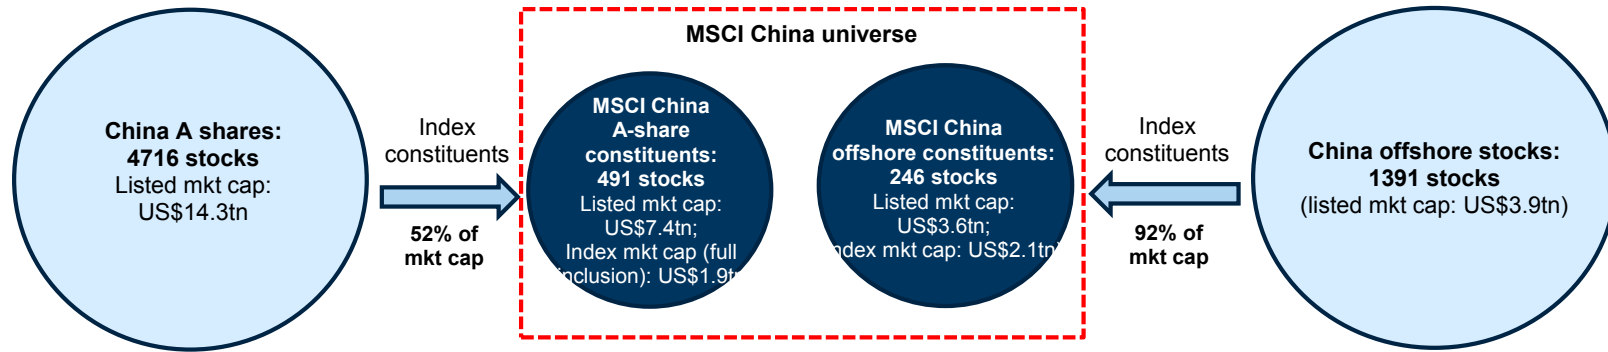 MSCI China universe
China A shares:
4716 stocks
Listed mkt cap:
US$14.3tn
Index
constituents
52% of
mkt cap
MSCI China
A-share
constituents:
491 stocks
Listed mkt cap:
US$7.4tn;
Index mkt cap (full
inclusion): US$1.9tn
MSCI China
offshore constituents:
246 stocks
Listed mkt cap:
US$3.6tn;
Index mkt cap: US$2.1tn)
Index
constituents
92% of
mkt cap
China offshore stocks:
1391 stocks
(listed mkt cap: US$3.9tn)